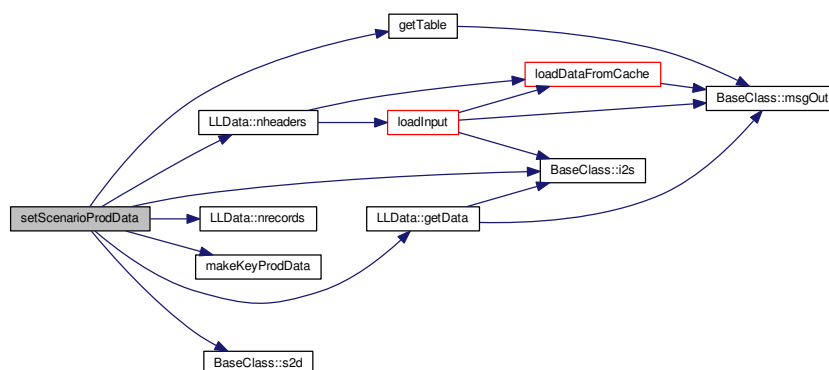 getTable
loadDataFromCache
BaseClass::msgOut
LLData::nheaders
loadInput
BaseClass::i2s
setScenarioProdData
LLData::nrecords
LLData::getData
makeKeyProdData
BaseClass::s2d